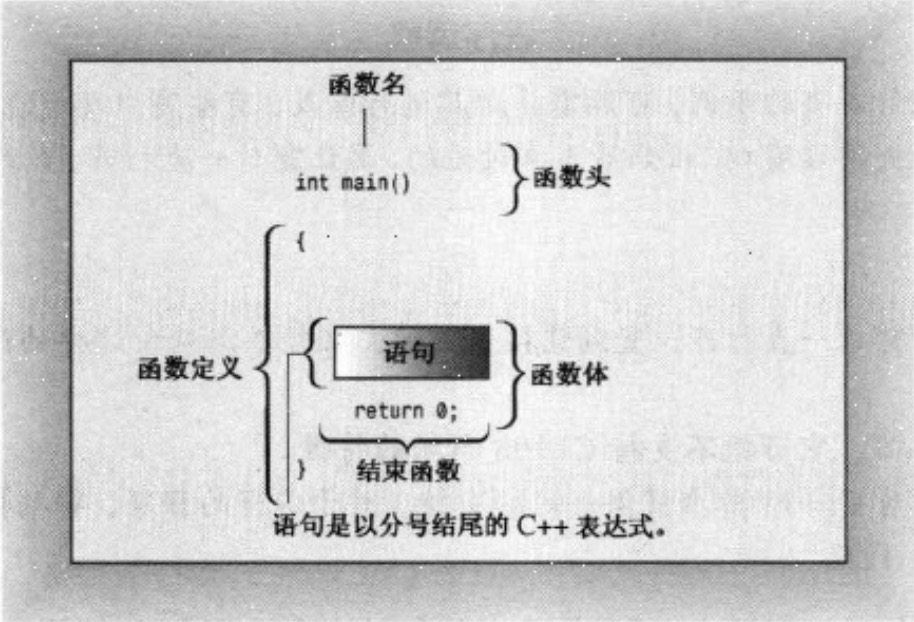 函数名
int main()
函数头
{
语句
函数定义
函数体
return 0;
}
结束函数
语句是以分号结尾的 C++ 表达式。